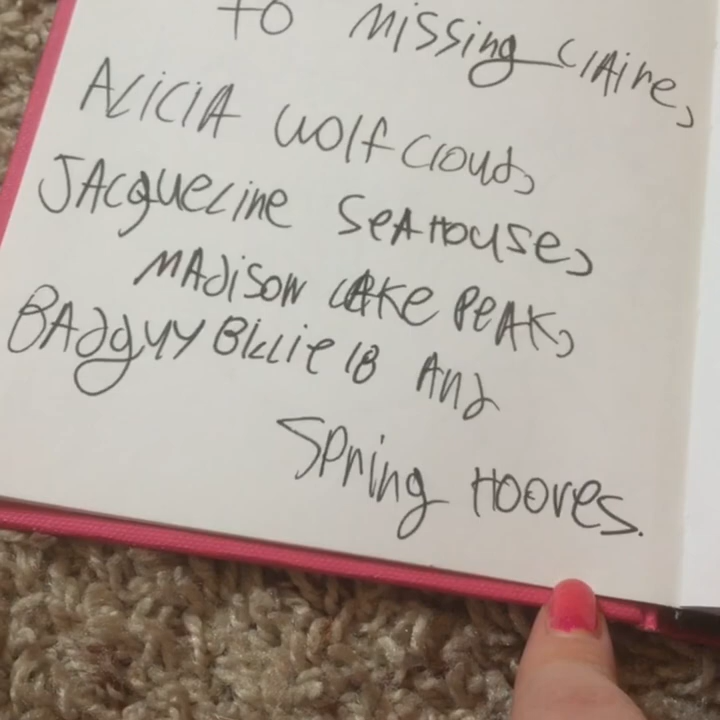 to missing Claire,
Alicia wolf cloud,
Jacqueline Seahouse,
Madison lake Peak,
Badguy Billie 18 And
Spring Hooves.